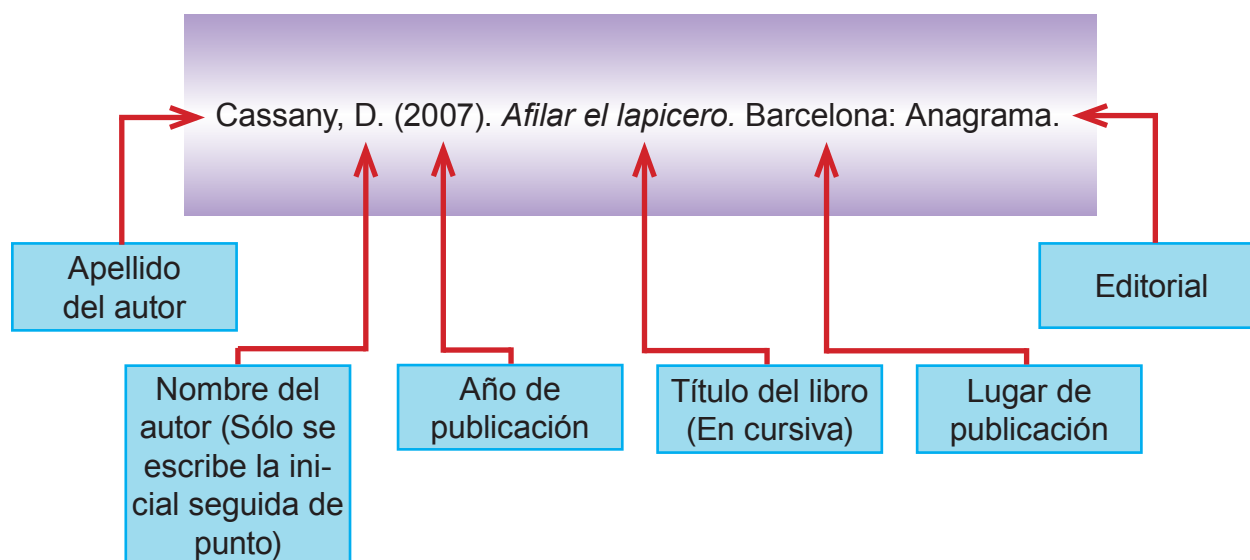 Cassany, D. (2007). Afilar el lapicero. Barcelona: Anagrama.
Apellido
del autor
Editorial
Nombre del
autor (Sólo se
escribe la ini-
cial seguida de
punto)
Año de
publicación
Título del libro
(En cursiva)
Lugar de
publicación